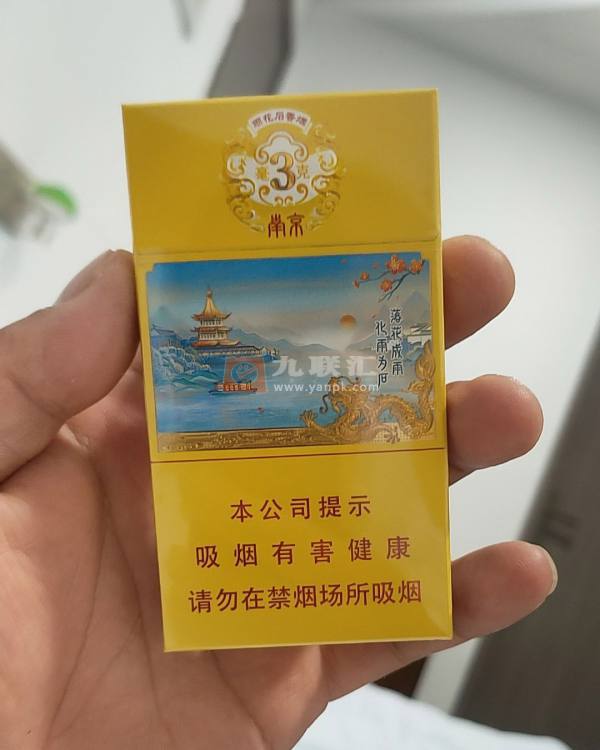 雨花石香烟
毫3克
南京
落花成雨
化雨为石
九联汇
www.yanpk.com
本公司提示
吸烟有害健康
请勿在禁烟场所吸烟